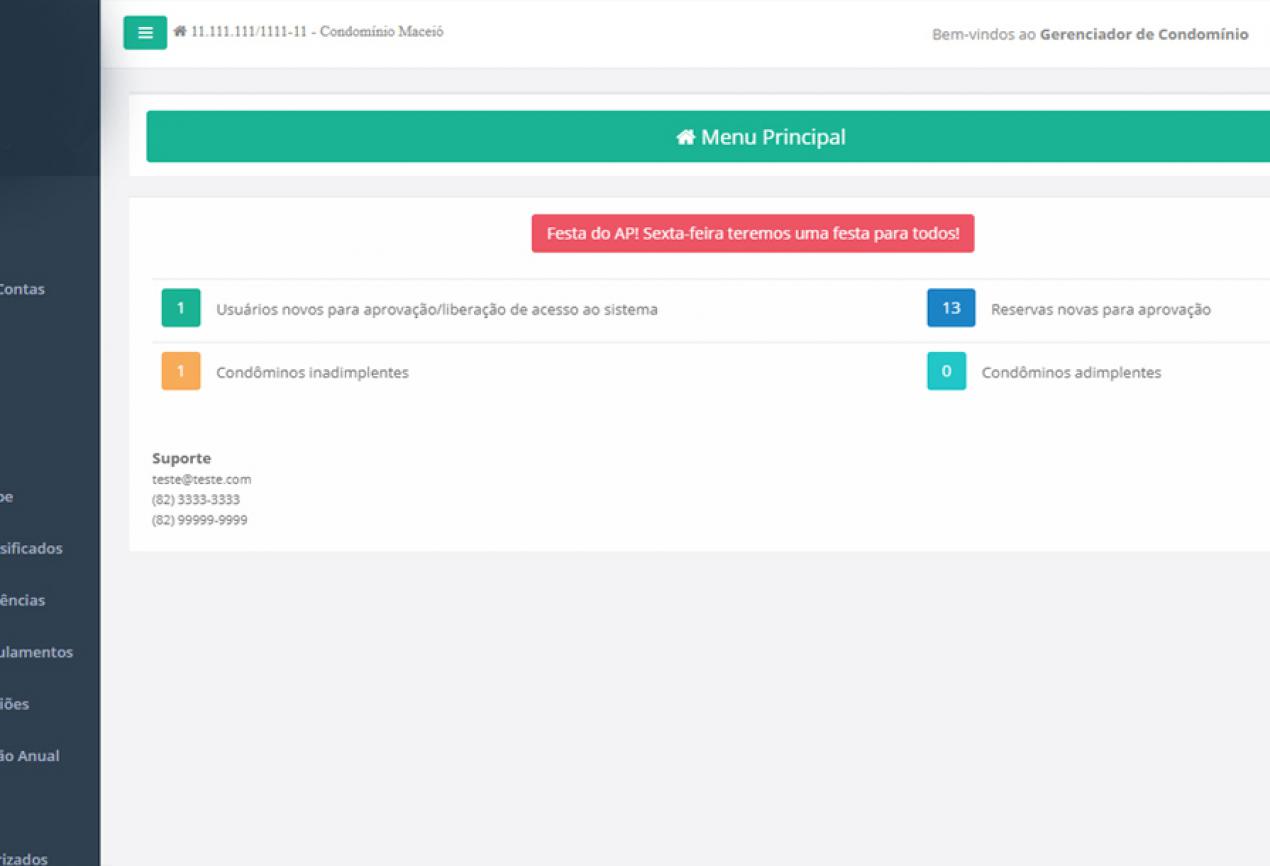 11.111.111/1111-11 - Condomínio Maceió
Bem-vindos ao Gerenciador de Condomínio
Menu Principal
Festa do AP! Sexta-feira teremos uma festa para todos!
1 Usuários novos para aprovação/liberação de acesso ao sistema
13 Reservas novas para aprovação
1 Condôminos inadimplentes
0 Condôminos adimplentes
Suporte
teste@teste.com
(82) 3333-3333
(82) 99999-9999
Contas
sificados
ências
ulamentos
iões
ão Anual
rizados